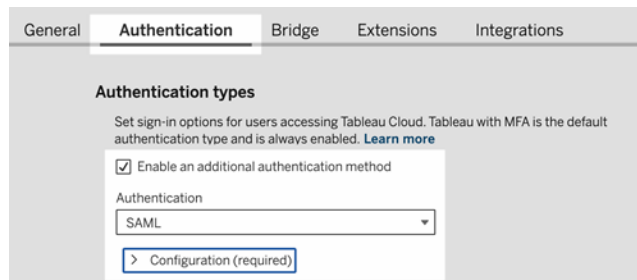 General Authentication Bridge Extensions Integrations
Authentication types
Set sign-in options for users accessing Tableau Cloud. Tableau with MFA is the default
authentication type and is always enabled. Learn more
Enable an additional authentication method
Authentication
SAML
Configuration (required)